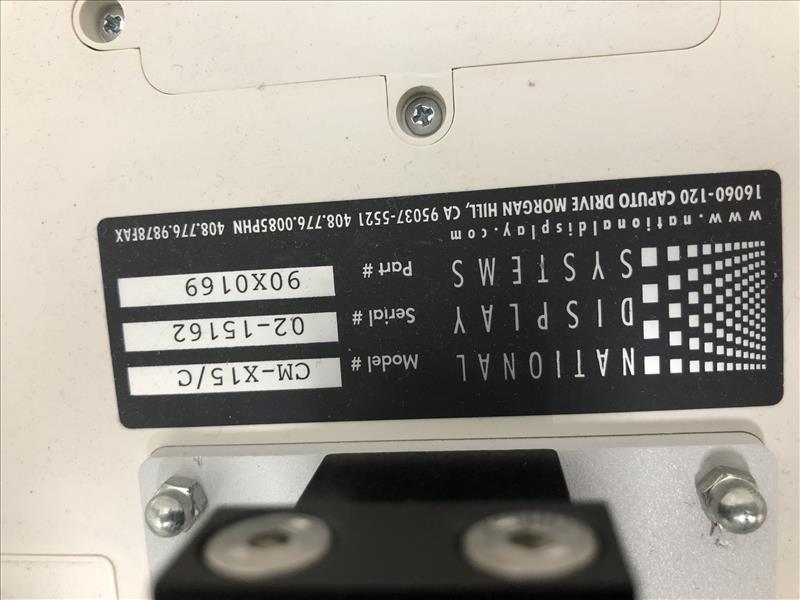 NATIONAL
DISPLAY
SYSTEMS
www.nationaldisplay.com
Model # CM-X15/C
Serial # 02-15162
Part # 90X0169
16060-120 CAPUTO DRIVE MORGAN HILL, CA 95037-5521 408.776.0085PHN 408.776.9878FAX